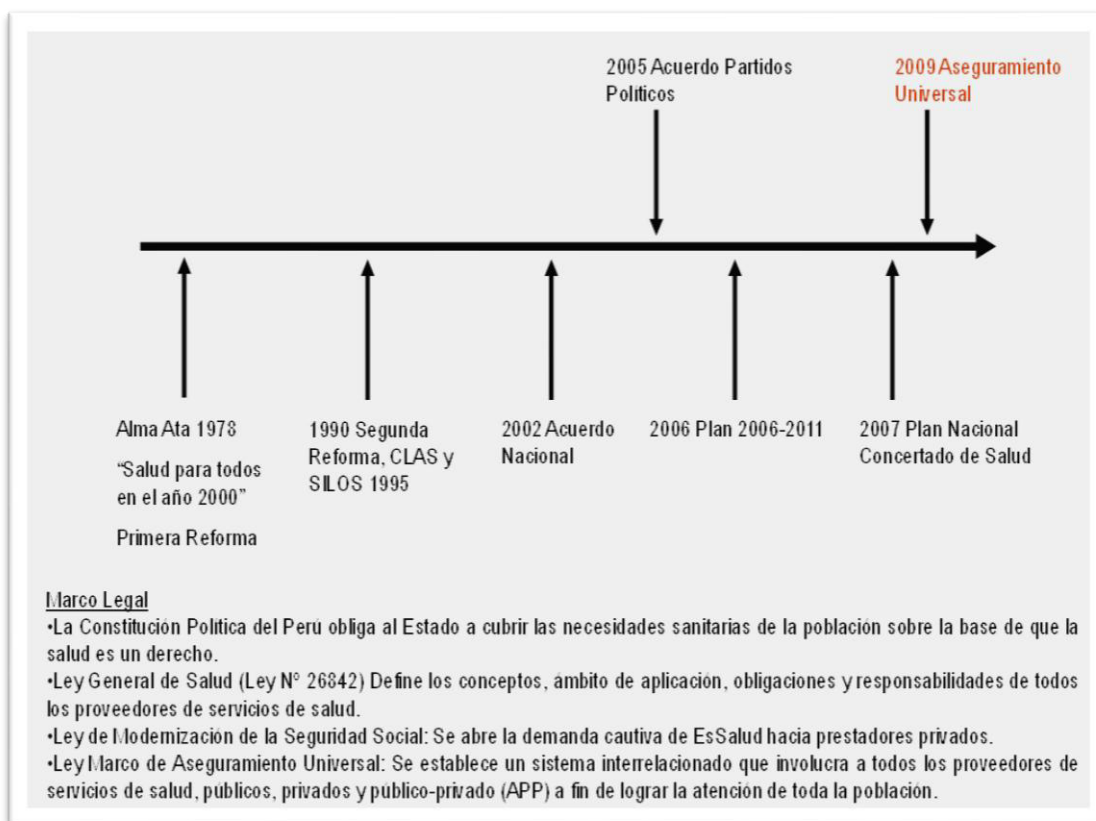 2005 Acuerdo Partidos
Políticos
2009 Aseguramiento
Universal
Alma Ata 1978
“Salud para todos
en el año 2000”
Primera Reforma
1990 Segunda
Reforma, CLAS y
SILOS 1995
2002 Acuerdo
Nacional
2006 Plan 2006-2011
2007 Plan Nacional
Concertado de Salud
Marco Legal
•La Constitución Política del Perú obliga al Estado a cubrir las necesidades sanitarias de la población sobre la base de que la
salud es un derecho.
•Ley General de Salud (Ley N° 26842) Define los conceptos, ámbito de aplicación, obligaciones y responsabilidades de todos
los proveedores de servicios de salud.
•Ley de Modernización de la Seguridad Social: Se abre la demanda cautiva de EsSalud hacia prestadores privados.
•Ley Marco de Aseguramiento Universal: Se establece un sistema interrelacionado que involucra a todos los proveedores de
servicios de salud, públicos, privados y público-privado (APP) a fin de lograr la atención de toda la población.